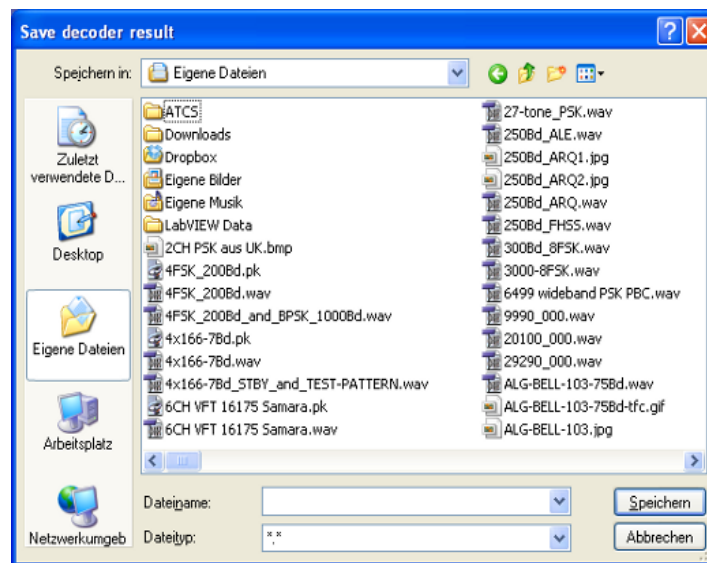 Save decoder result
Speichern in: Eigene Dateien
Zuletzt
verwendete D...
Desktop
Eigene Dateien
Arbeitsplatz
Netzwerkumgeb
ATCS
Downloads
Dropbox
Eigene Bilder
Eigene Musik
LabVIEW Data
2CH PSK aus UK.bmp
4FSK_200Bd.pk
4FSK_200Bd.wav
4FSK_200Bd_and_BPSK_1000Bd.wav
4x166-7Bd.pk
4x166-7Bd.wav
4x166-7Bd_STBY_and_TEST-PATTERN.wav
6CH VFT 16175 Samara.pk
6CH VFT 16175 Samara.wav
27-tone_PSK.wav
250Bd_ALE.wav
250Bd_ARQ1.jpg
250Bd_ARQ2.jpg
250Bd_ARQ.wav
250Bd_FHSS.wav
300Bd_8FSK.wav
3000-8FSK.wav
6499 wideband PSK PBC.wav
9990_000.wav
20100_000.wav
29290_000.wav
ALG-BELL-103-75Bd.wav
ALG-BELL-103-75Bd-tfc.gif
ALG-BELL-103.jpg
Dateiname:
Speichern
Dateityp: *.*
Abbrechen